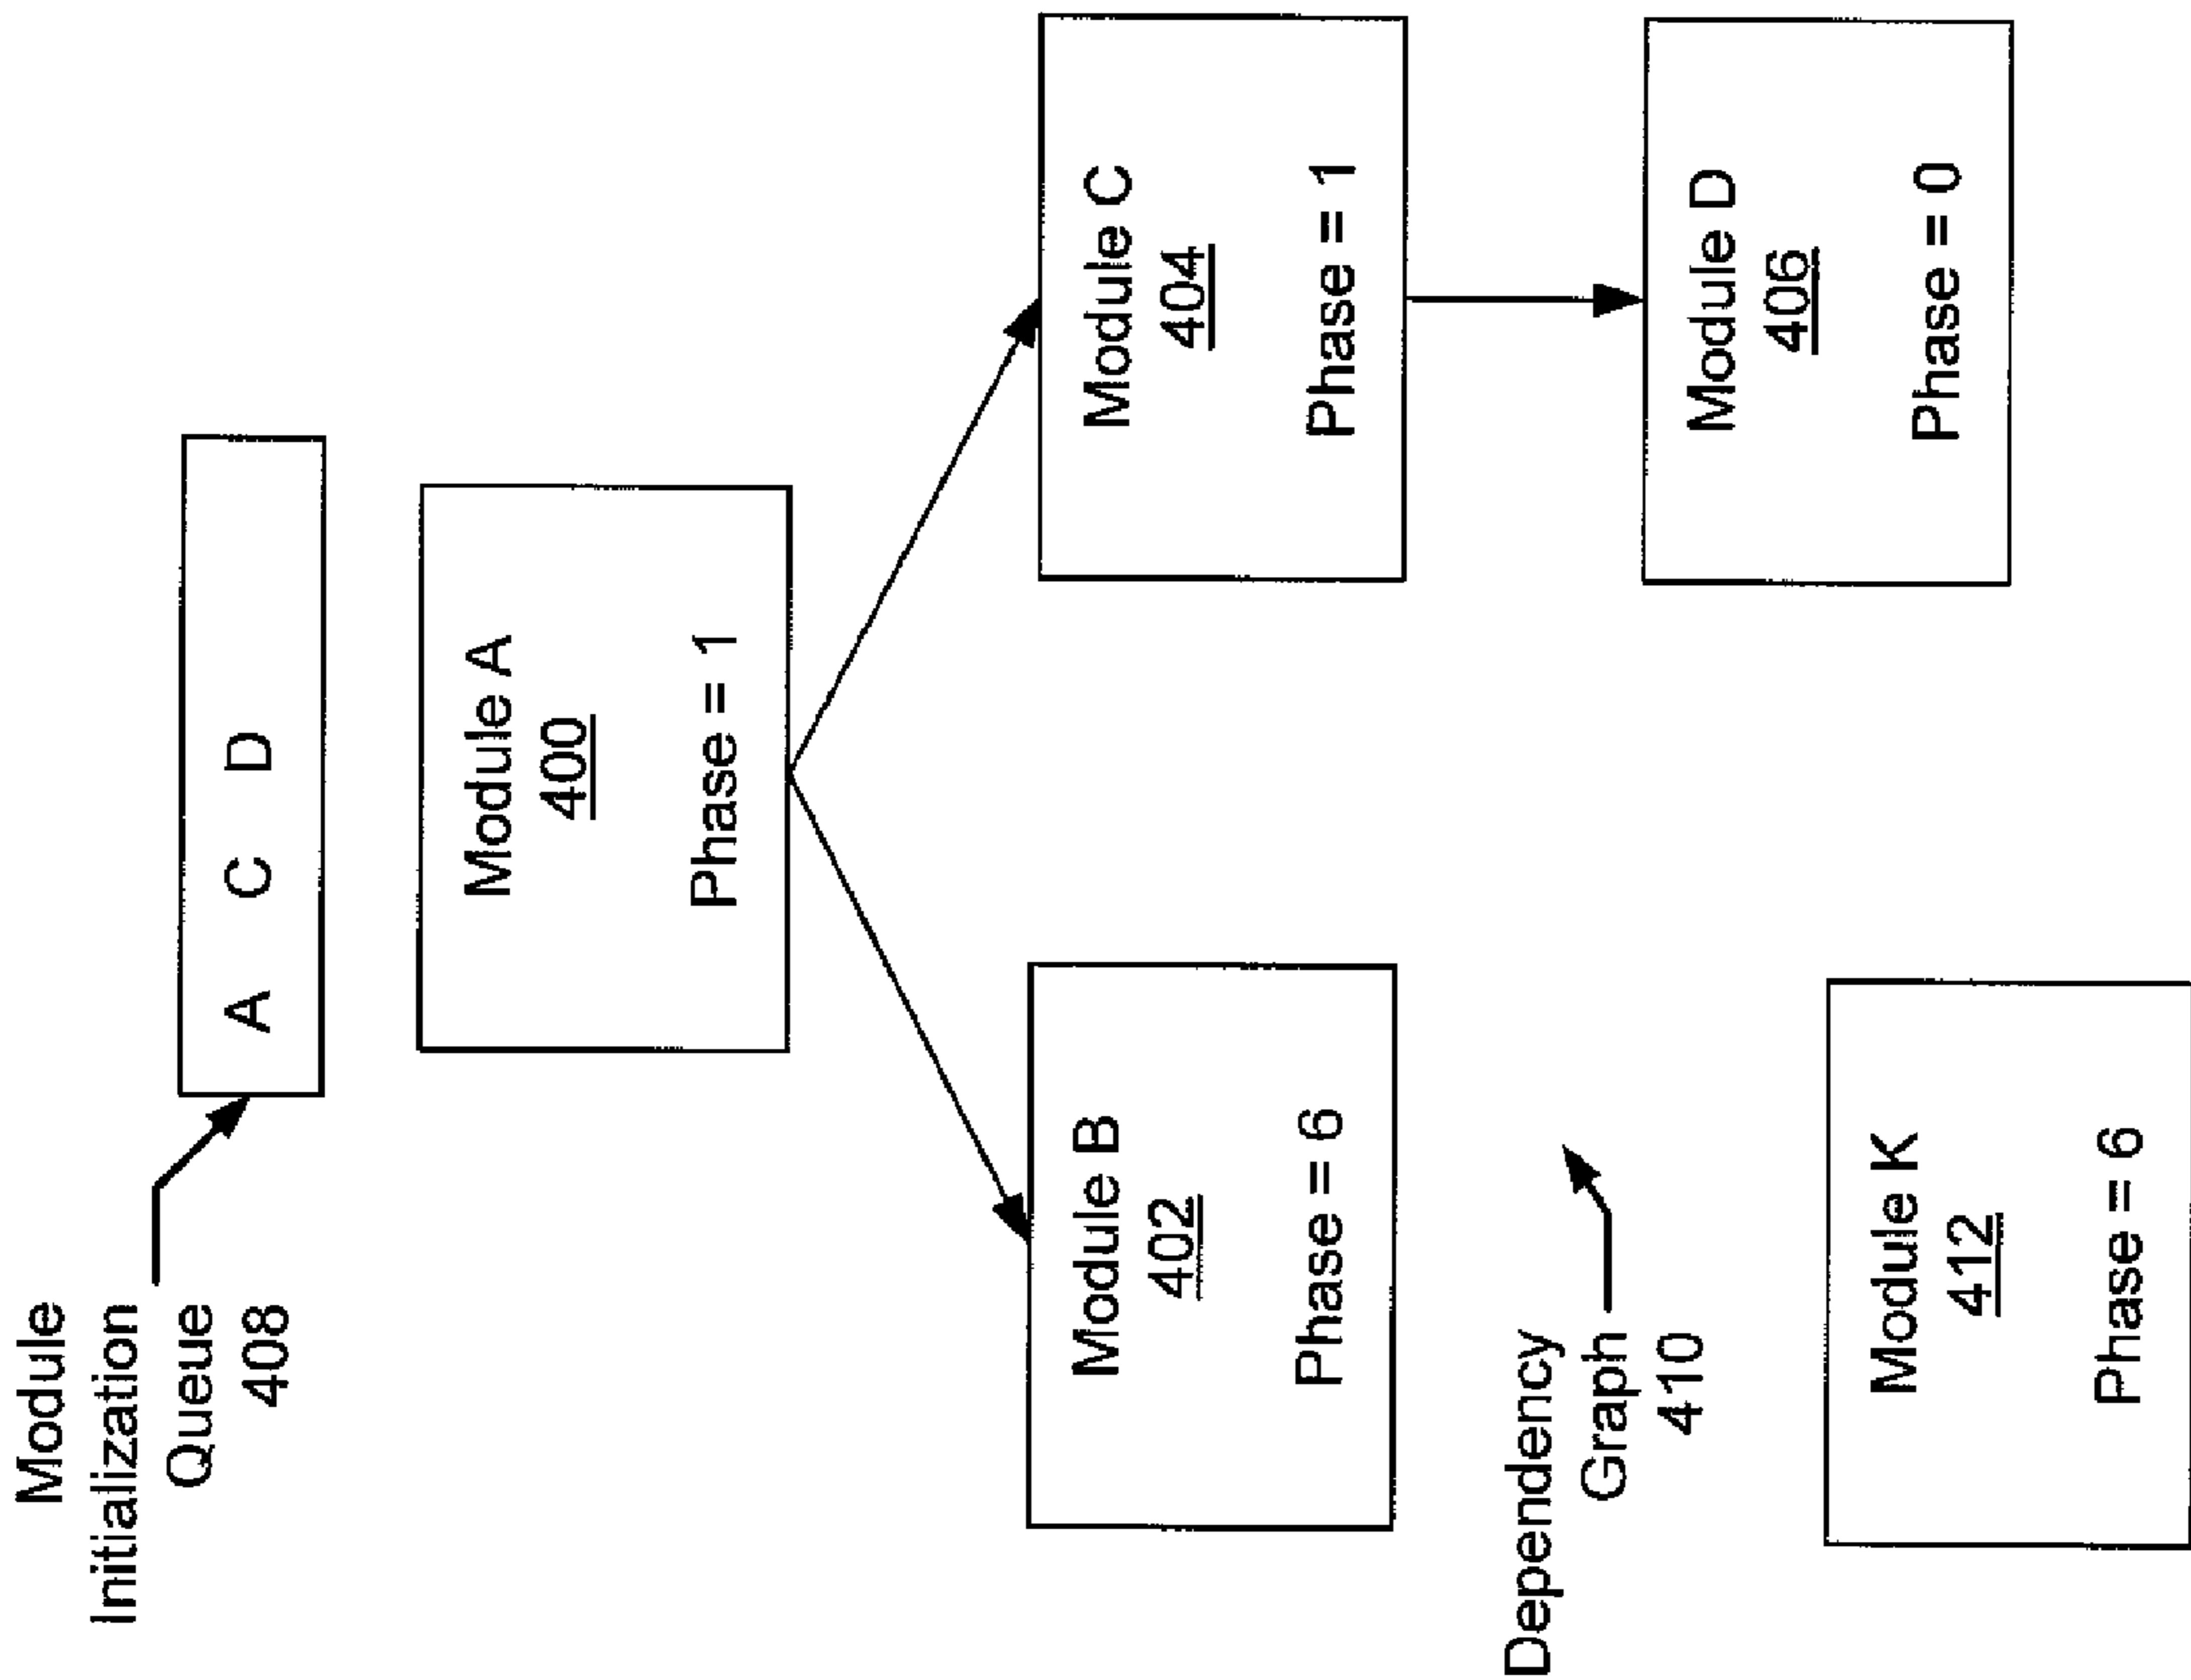 Module
Initialization
Queue
408
A C D
Module A
400
Phase = 1
Module B
402
Phase = 6
Module C
404
Phase = 1
Dependency
Graph
410
Module D
406
Phase = 0
Module K
412
Phase = 6